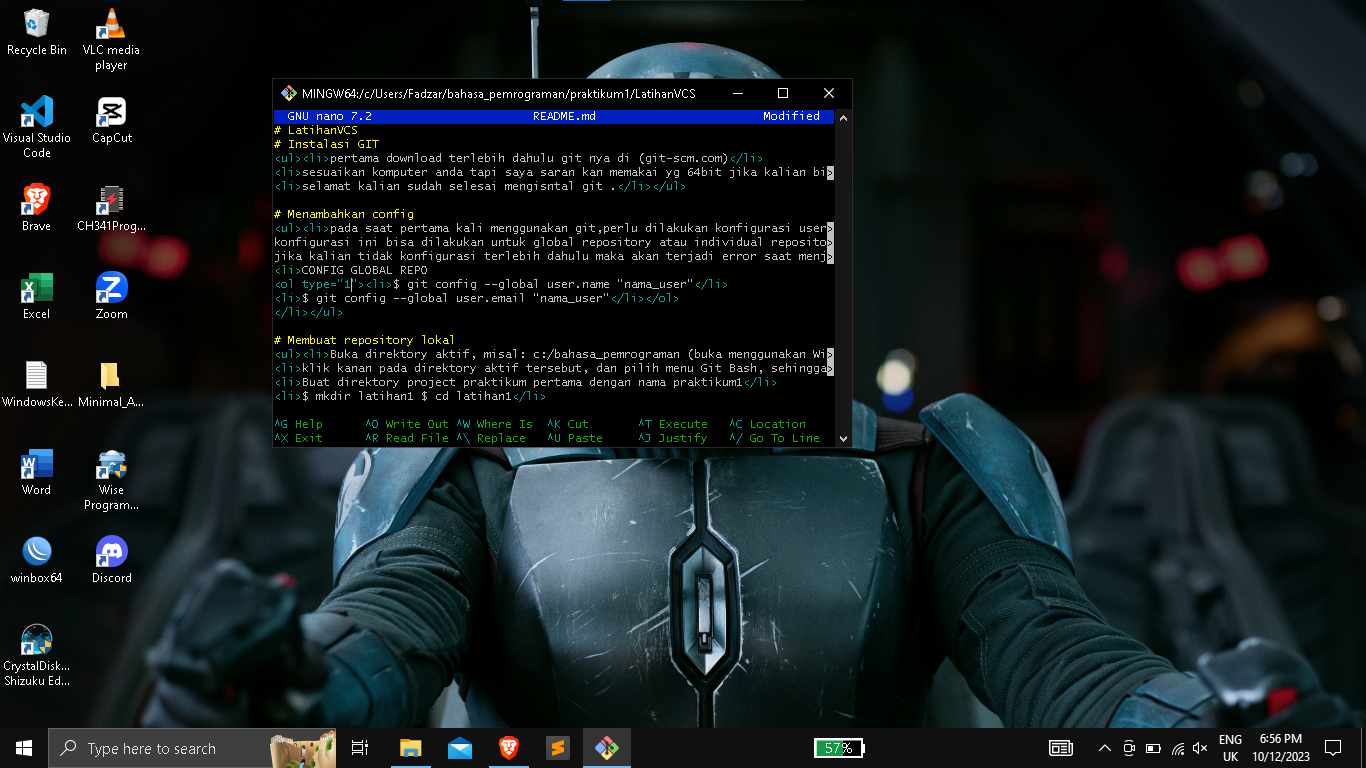 Recycle Bin
VLC media player
Visual Studio Code
CapCut
Brave
CH341Prog...
Excel
Zoom
WindowsKe...
Minimal_A...
Word
Wise Program...
winbox64
Discord
CrystalDisk... Shizuku Ed...
MINGW64:/c/Users/Fadzar/bahasa_pemrograman/praktikum1/LatihanVCS
GNU nano 7.2 README.md Modified
# LatihanVCS
# Instalasi GIT
<ul><li>pertama download terlebih dahulu git nya di (git-scm.com)</li>
<li>sesuaikan komputer anda tapi saya saran kan memakai yg 64bit jika kalian bi>
<li>selamat kalian sudah selesai mengisntal git .</li></ul>
# Menambahkan config
<ul><li>pada saat pertama kali menggunakan git,perlu dilakukan konfigurasi user>
konfigurasi ini bisa dilakukan untuk global repository atau individual reposito>
jika kalian tidak konfigurasi terlebih dahulu maka akan terjadi error saat menj>
<li>CONFIG GLOBAL REPO
<ol type="1"><li>$ git config --global user.name "nama_user"</li>
<li>$ git config --global user.email "nama_user"</li></ol>
</li></ul>
# Membuat repository lokal
<ul><li>Buka direktory aktif, misal: c:/bahasa_pemrograman (buka menggunakan Wi>
<li>klik kanan pada direktory aktif tersebut, dan pilih menu Git Bash, sehingga>
<li>Buat direktory project praktikum pertama dengan nama praktikum1</li>
<li>$ mkdir latihan1 $ cd latihan1</li>
^G Help ^O Write Out ^W Where Is ^K Cut ^T Execute ^C Location
^X Exit ^R Read File ^\ Replace ^U Paste ^J Justify ^/ Go To Line
Type here to search
57%
ENG
UK
6:56 PM
10/12/2023